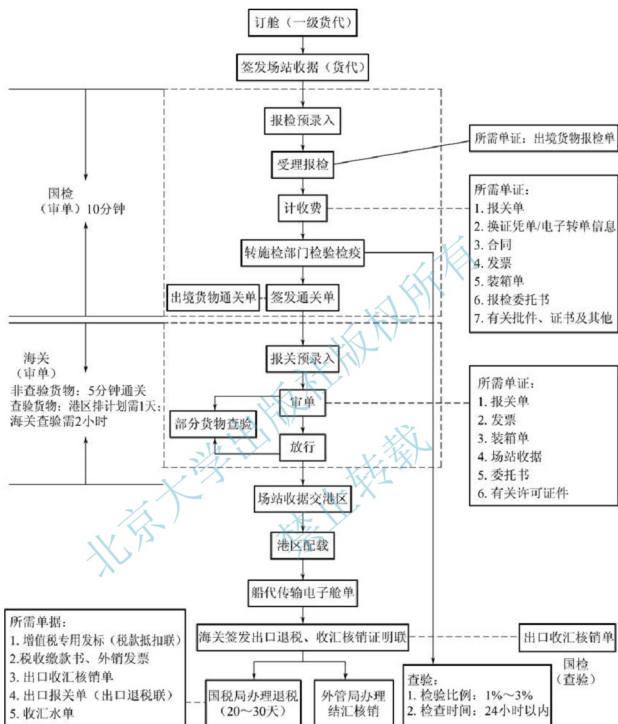 订舱（一级货代）
签发场站收据（货代）
报检预录入
受理报检
所需单证：出境货物报检单
计收费
国检
（审单）10分钟
所需单证：
1. 报关单
2. 换证凭单/电子转单信息
3. 合同
4. 发票
5. 装箱单
6. 报检委托书
7. 有关批件、证书及其他
转施检部门检验检疫
出境货物通关单
签发通关单
报关预录入
海关
（审单）
非查验货物：5分钟通关
查验货物：港区排计划需1天；
海关查验需2小时
审单
部分货物查验
放行
所需单证：
1. 报关单
2. 发票
3. 装箱单
4. 场站收据
5. 委托书
6. 有关许可证件
场站收据交港区
港区配载
船代传输电子舱单
海关签发出口退税、收汇核销证明联
出口收汇核销单
所需单据：
1. 增值税专用发标（税款抵扣联）
2.税收缴款书、外销发票
3. 出口收汇核销单
4. 出口报关单（出口退税联）
5. 收汇水单
国税局办理退税
（20～30天）
外管局办理
结汇核销
国检
（查验）
查验：
1. 检验比例：1%～3%
2. 检查时间：24小时以内
北京大学出版社版权所有
禁止转载